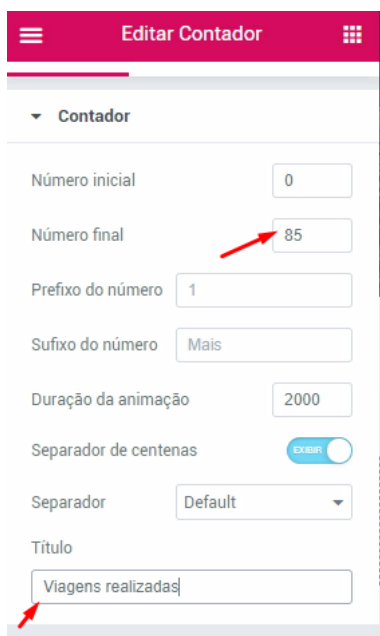 Editar Contador
Contador
Número inicial 0
Número final 85
Prefixo do número 1
Sufixo do número Mais
Duração da animação 2000
Separador de centenas EXIBIR
Separador Default
Título
Viagens realizadas